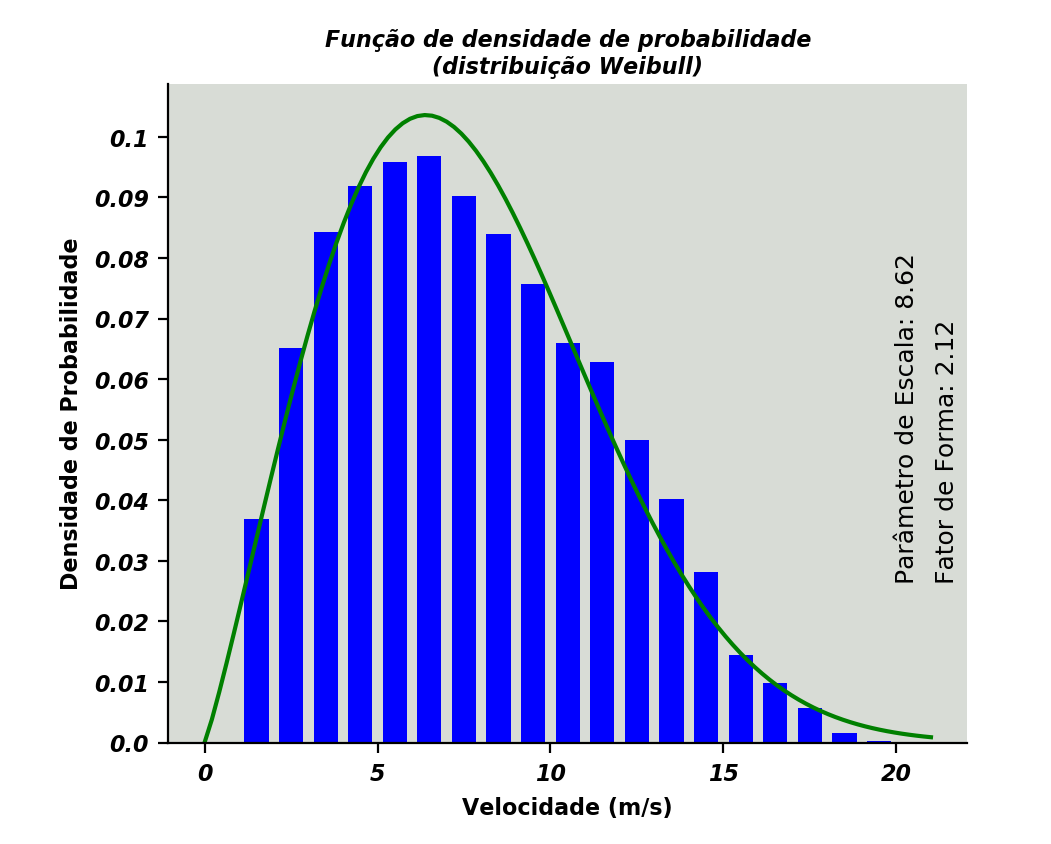 Função de densidade de probabilidade
(distribuição Weibull)
Densidade de Probabilidade
0.1
0.09
0.08
0.07
0.06
0.05
0.04
0.03
0.02
0.01
0.0
0
5
10
15
20
Velocidade (m/s)
Parâmetro de Escala: 8.62
Fator de Forma: 2.12